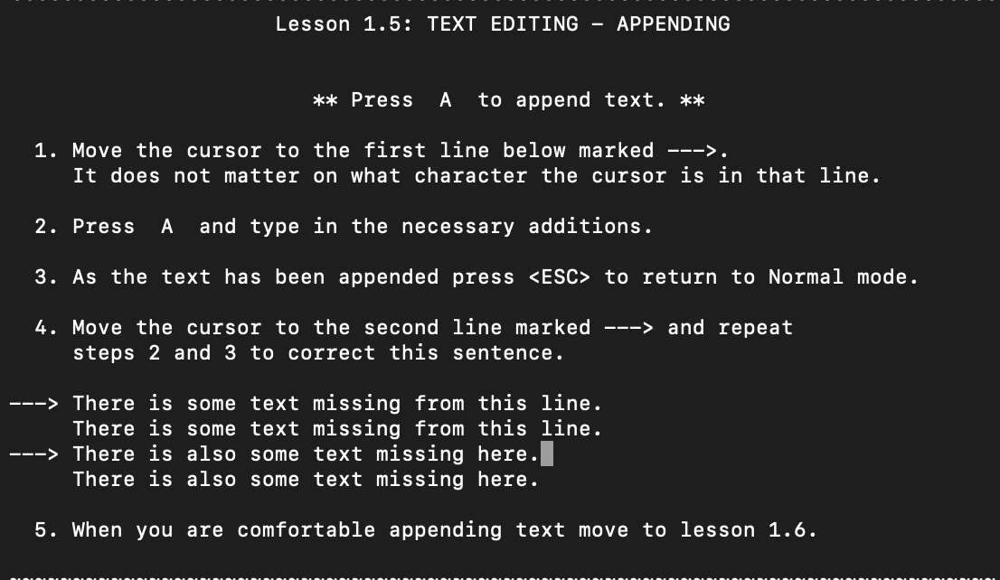 Lesson 1.5: TEXT EDITING – APPENDING
** Press  A  to append text. **
1. Move the cursor to the first line below marked --->.
It does not matter on what character the cursor is in that line.
2. Press  A  and type in the necessary additions.
3. As the text has been appended press <ESC> to return to Normal mode.
4. Move the cursor to the second line marked ---> and repeat
steps 2 and 3 to correct this sentence.
---> There is some text missing from this line.
There is some text missing from this line.
---> There is also some text missing here.
There is also some text missing here.
5. When you are comfortable appending text move to lesson 1.6.